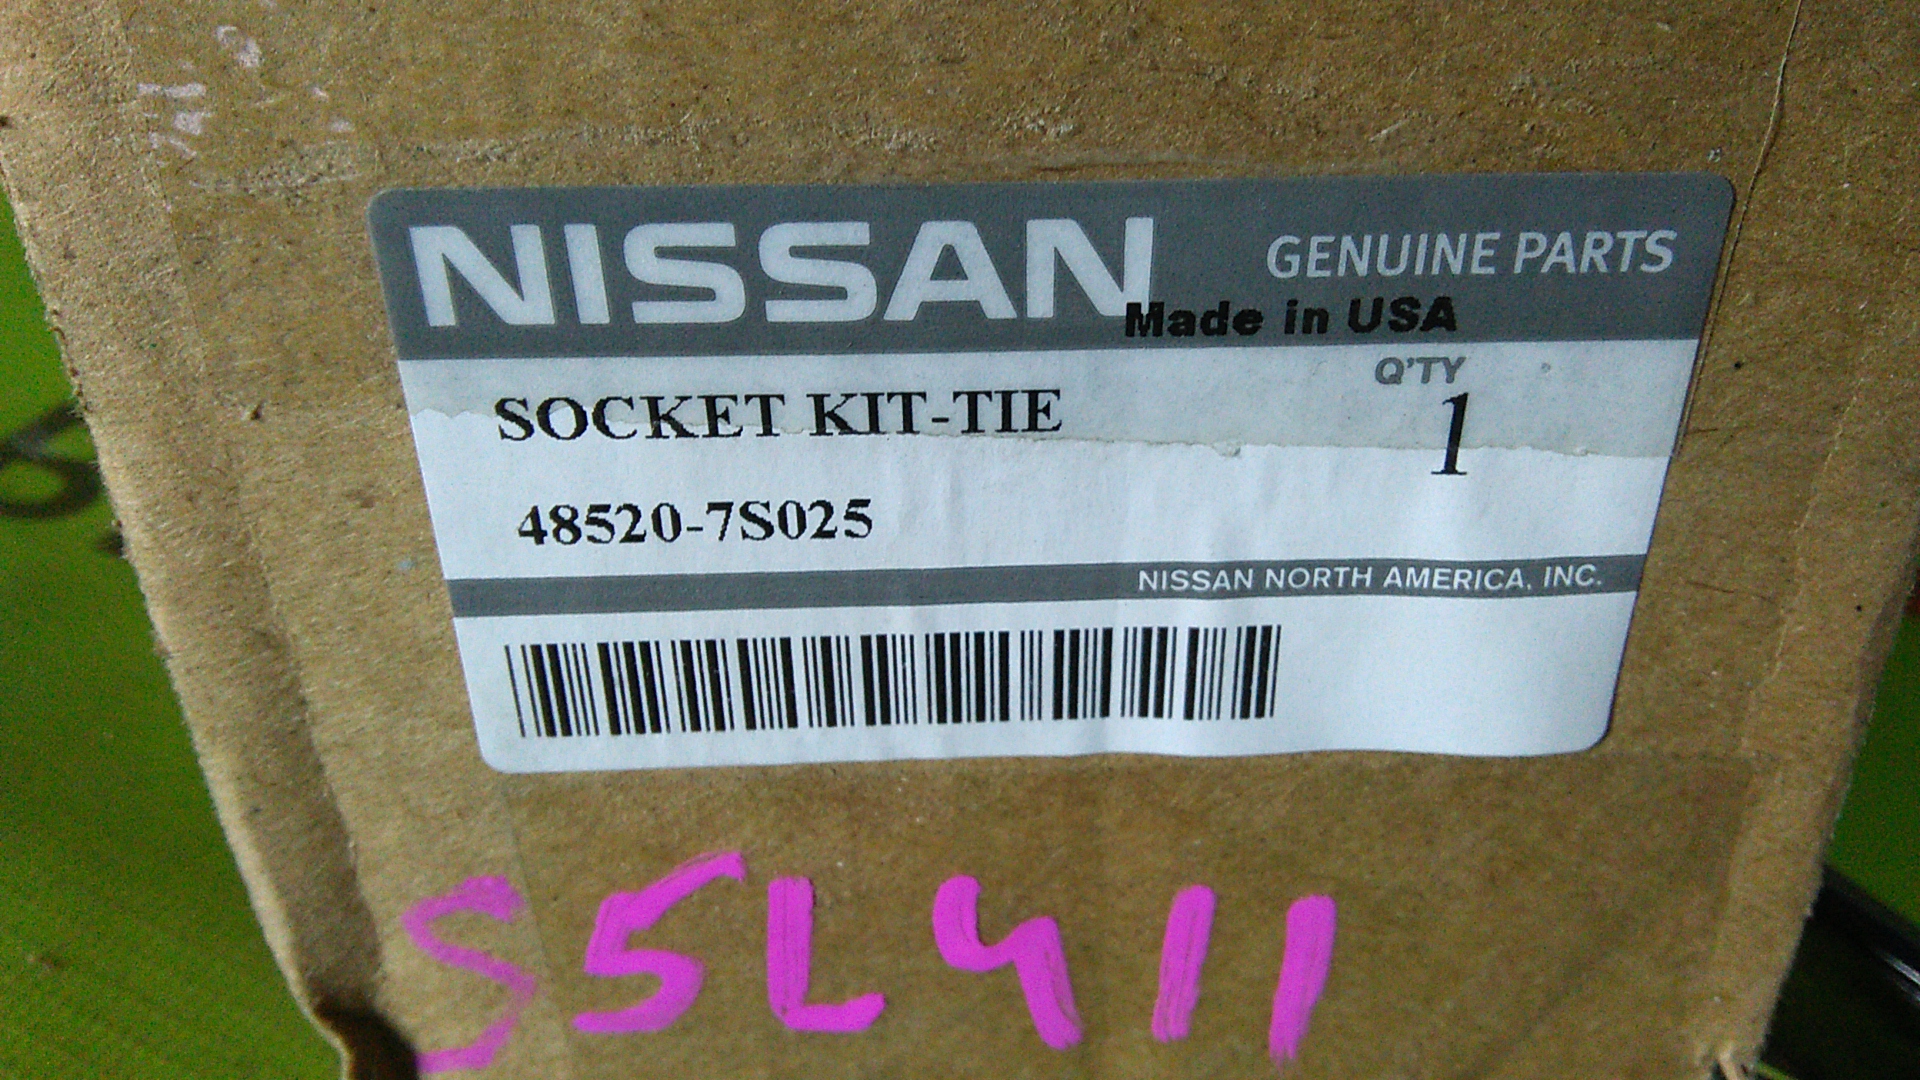 NISSAN GENUINE PARTS
Made in USA
Q'TY
SOCKET KIT-TIE 1
48520-7S025
NISSAN NORTH AMERICA, INC.
S5L411